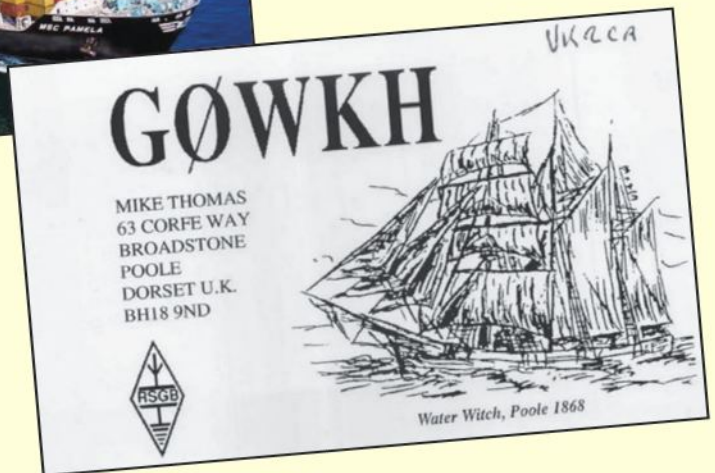 MSC PAMELA
VK2CA
GØWKH
MIKE THOMAS
63 CORFE WAY
BROADSTONE
POOLE
DORSET U.K.
BH18 9ND
RSGB
Water Witch, Poole 1868